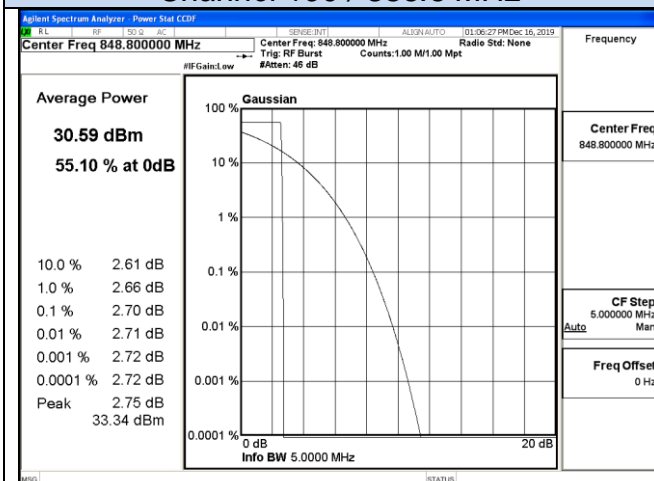 Agilent Spectrum Analyzer - Power Stat CCDF
RL RF 50 Ω AC SENSE:INT ALIGN AUTO 01:06:27 PM Dec 16, 2019
Center Freq 848.800000 MHz
Center Freq: 848.800000 MHz Radio Std: None
Trig: RF Burst Counts:1.00 M/1.00 Mpt
#IFGain:Low #Atten: 46 dB
Frequency
Average Power
30.59 dBm
55.10 % at 0dB
10.0 % 2.61 dB
1.0 % 2.66 dB
0.1 % 2.70 dB
0.01 % 2.71 dB
0.001 % 2.72 dB
0.0001 % 2.72 dB
Peak 2.75 dB
33.34 dBm
Gaussian
100 %
10 %
1 %
0.1 %
0.01 %
0.001 %
0.0001 %
0 dB 20 dB
Info BW 5.0000 MHz
Center Freq
848.800000 MHz
CF Step
5.000000 MHz
Auto Man
Freq Offset
0 Hz
MSG STATUS